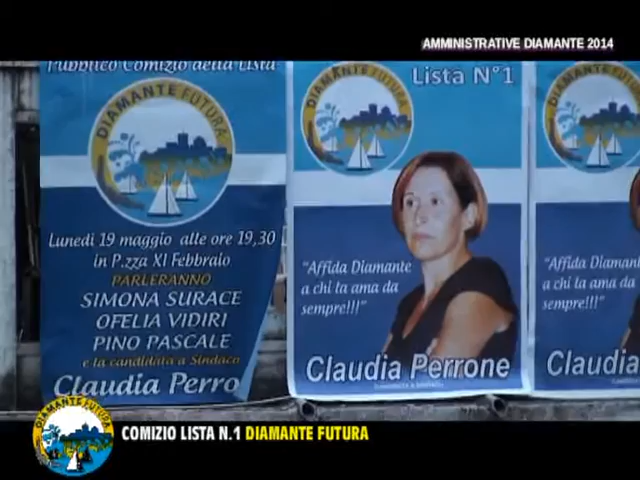 AMMINISTRATIVE DIAMANTE 2014
Pubblico Comizio della Lista
DIAMANTE FUTURA
Lunedì 19 maggio alle ore 19,30
in P.zza XI Febbraio
PARLERANNO
SIMONA SURACE
OFELIA VIDIRI
PINO PASCALE
e la candidata a Sindaco
Claudia Perro
DIAMANTE FUTURA
Lista N°1
"Affida Diamante
a chi ta ama da
sempre!!!"
Claudia Perrone
DIAMANTE FUTURA
"Affida Diaman
a chi ta ama da
sempre!!!"
Claudia
DIAMANTE FUTURA
COMIZIO LISTA N.1 DIAMANTE FUTURA